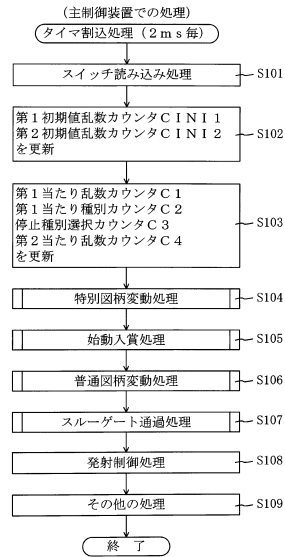 （主制御装置での処理）
タイマ割込処理（２ｍｓ毎）
スイッチ読み込み処理
S101
第１初期値乱数カウンタＣＩＮＩ１
第２初期値乱数カウンタＣＩＮＩ２
を更新
S102
第１当たり乱数カウンタＣ１
第１当たり種別カウンタＣ２
停止種別選択カウンタＣ３
第２当たり乱数カウンタＣ４
を更新
S103
特別図柄変動処理
S104
始動入賞処理
S105
普通図柄変動処理
S106
スルーゲート通過処理
S107
発射制御処理
S108
その他の処理
S109
終　了